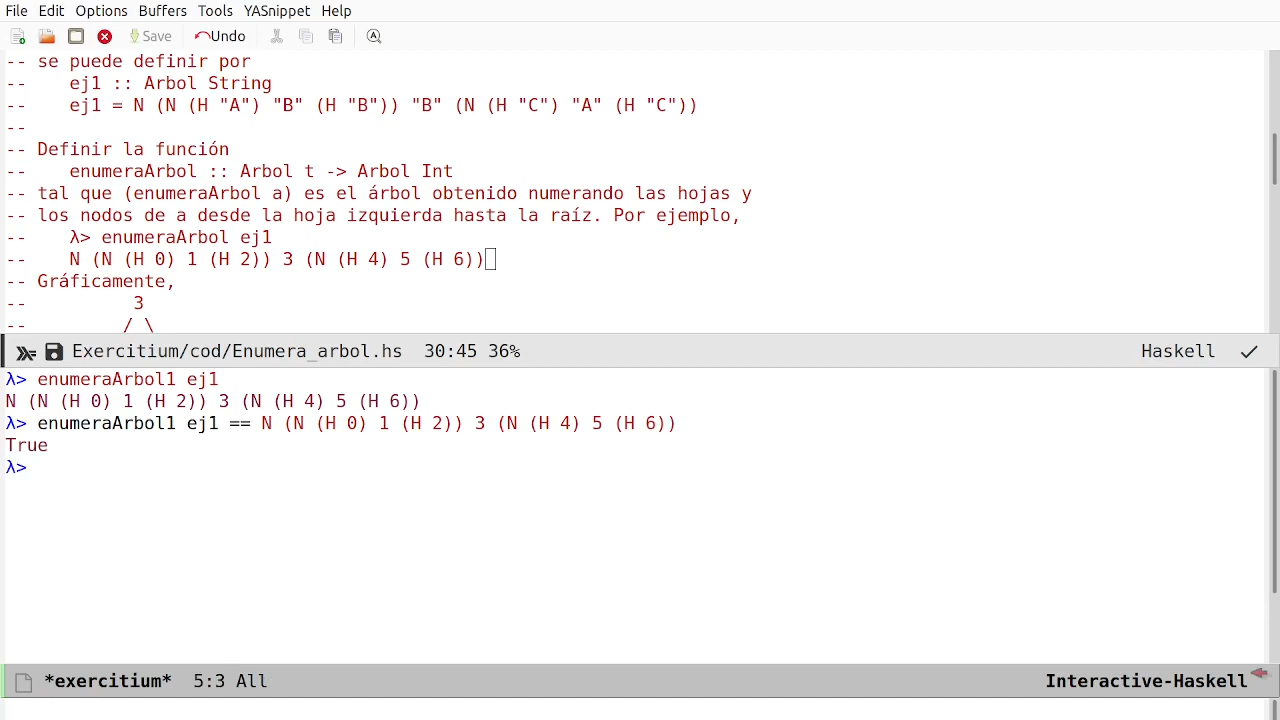 File Edit Options Buffers Tools YASnippet Help
Save Undo
-- se puede definir por
--    ej1 :: Arbol String
--    ej1 = N (N (H "A") "B" (H "B")) "B" (N (H "C") "A" (H "C"))
--
-- Definir la función
--    enumeraArbol :: Arbol t -> Arbol Int
-- tal que (enumeraArbol a) es el árbol obtenido numerando las hojas y
-- los nodos de a desde la hoja izquierda hasta la raíz. Por ejemplo,
--    λ> enumeraArbol ej1
--    N (N (H 0) 1 (H 2)) 3 (N (H 4) 5 (H 6))
-- Gráficamente,
--          3
--         / \
Exercitium/cod/Enumera_arbol.hs  30:45 36% Haskell
λ> enumeraArbol1 ej1
N (N (H 0) 1 (H 2)) 3 (N (H 4) 5 (H 6))
λ> enumeraArbol1 ej1 == N (N (H 0) 1 (H 2)) 3 (N (H 4) 5 (H 6))
True
λ>
*exercitium*  5:3 All Interactive-Haskell